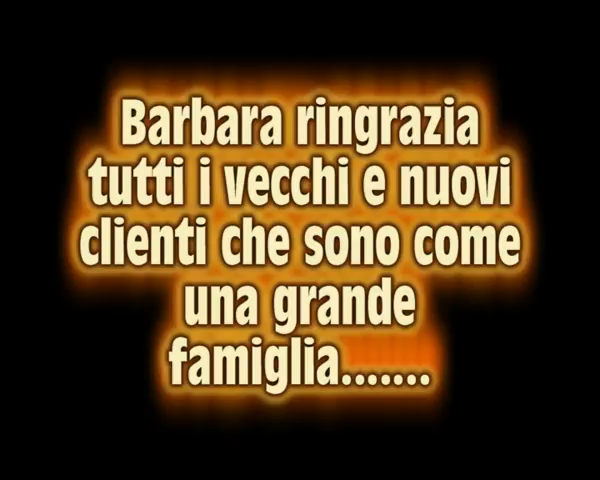 Barbara ringrazia
tutti i vecchi e nuovi
clienti che sono come
una grande
famiglia.......